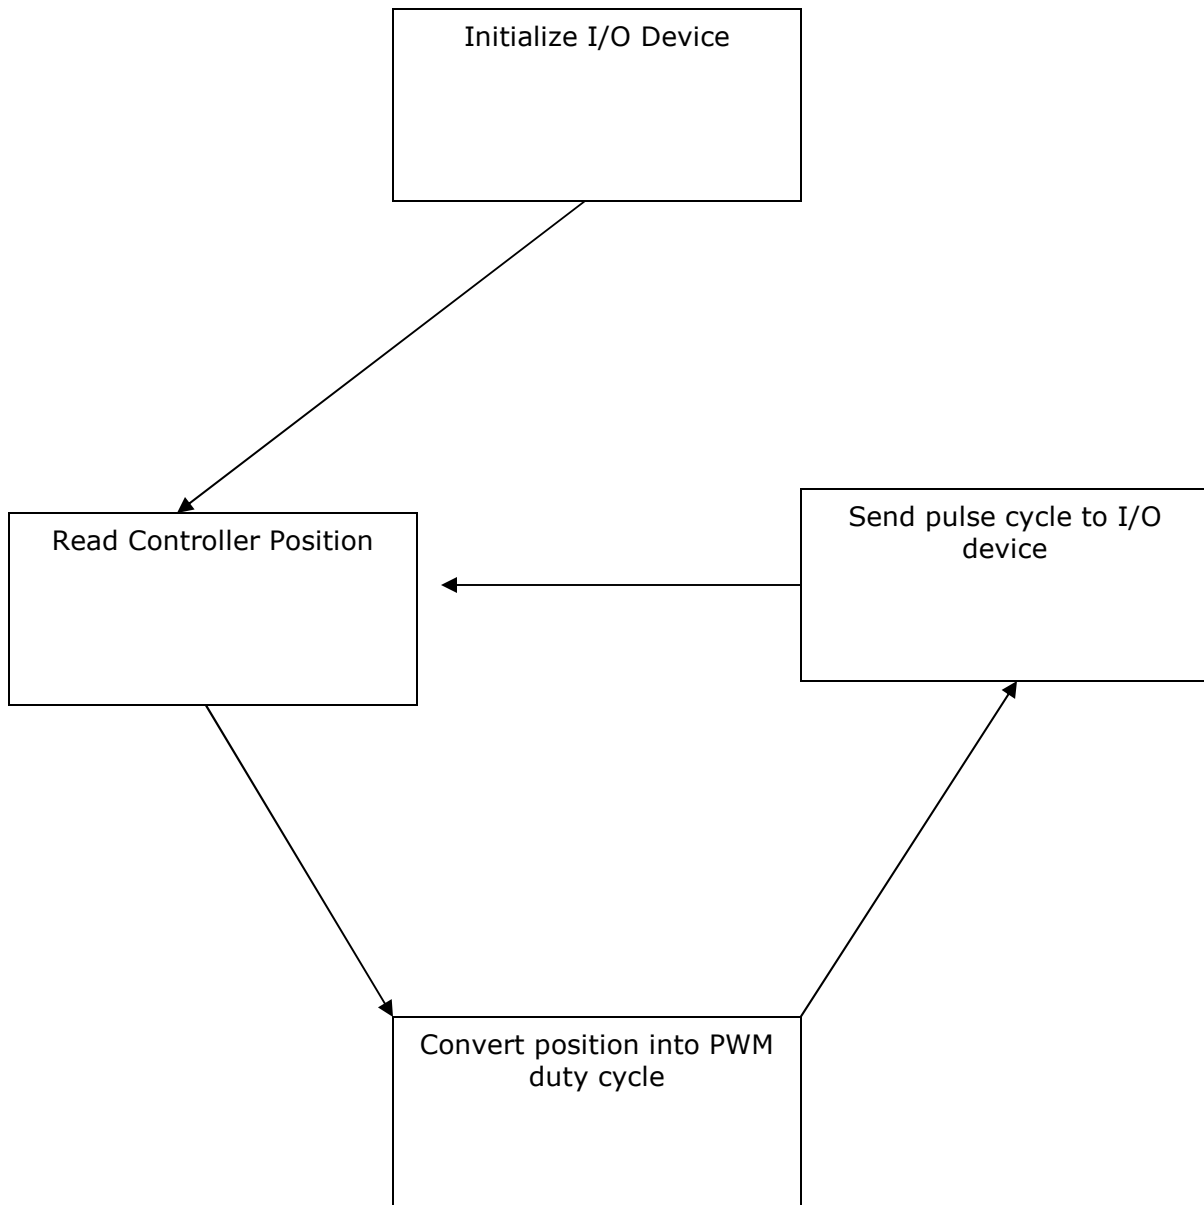 Initialize I/O Device
Read Controller Position
Send pulse cycle to I/O
device
Convert position into PWM
duty cycle